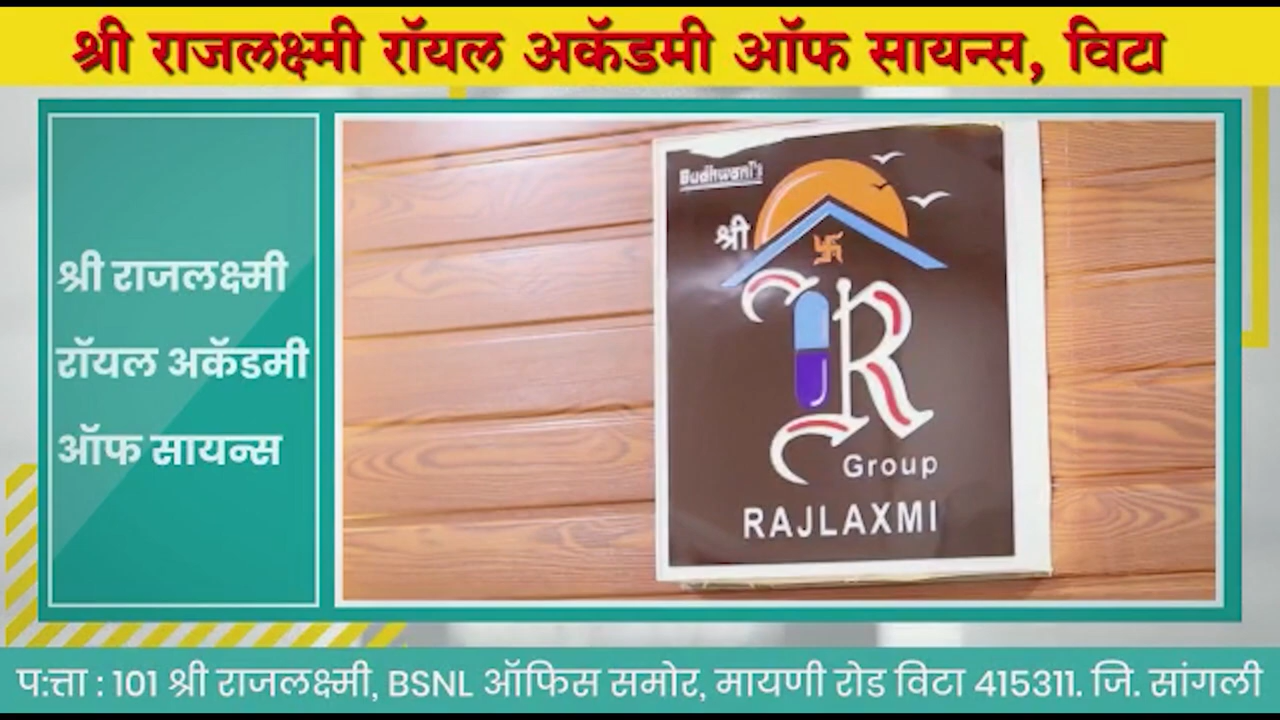 श्री राजलक्ष्मी रॉयल अकॅडमी ऑफ सायन्स, विटा
श्री राजलक्ष्मी
रॉयल अकॅडमी
ऑफ सायन्स
Budhwani's
श्री
R
Group
RAJLAXMI
प:त्ता : 101 श्री राजलक्ष्मी, BSNL ऑफिस समोर, मायणी रोड विटा 415311. जि. सांगली